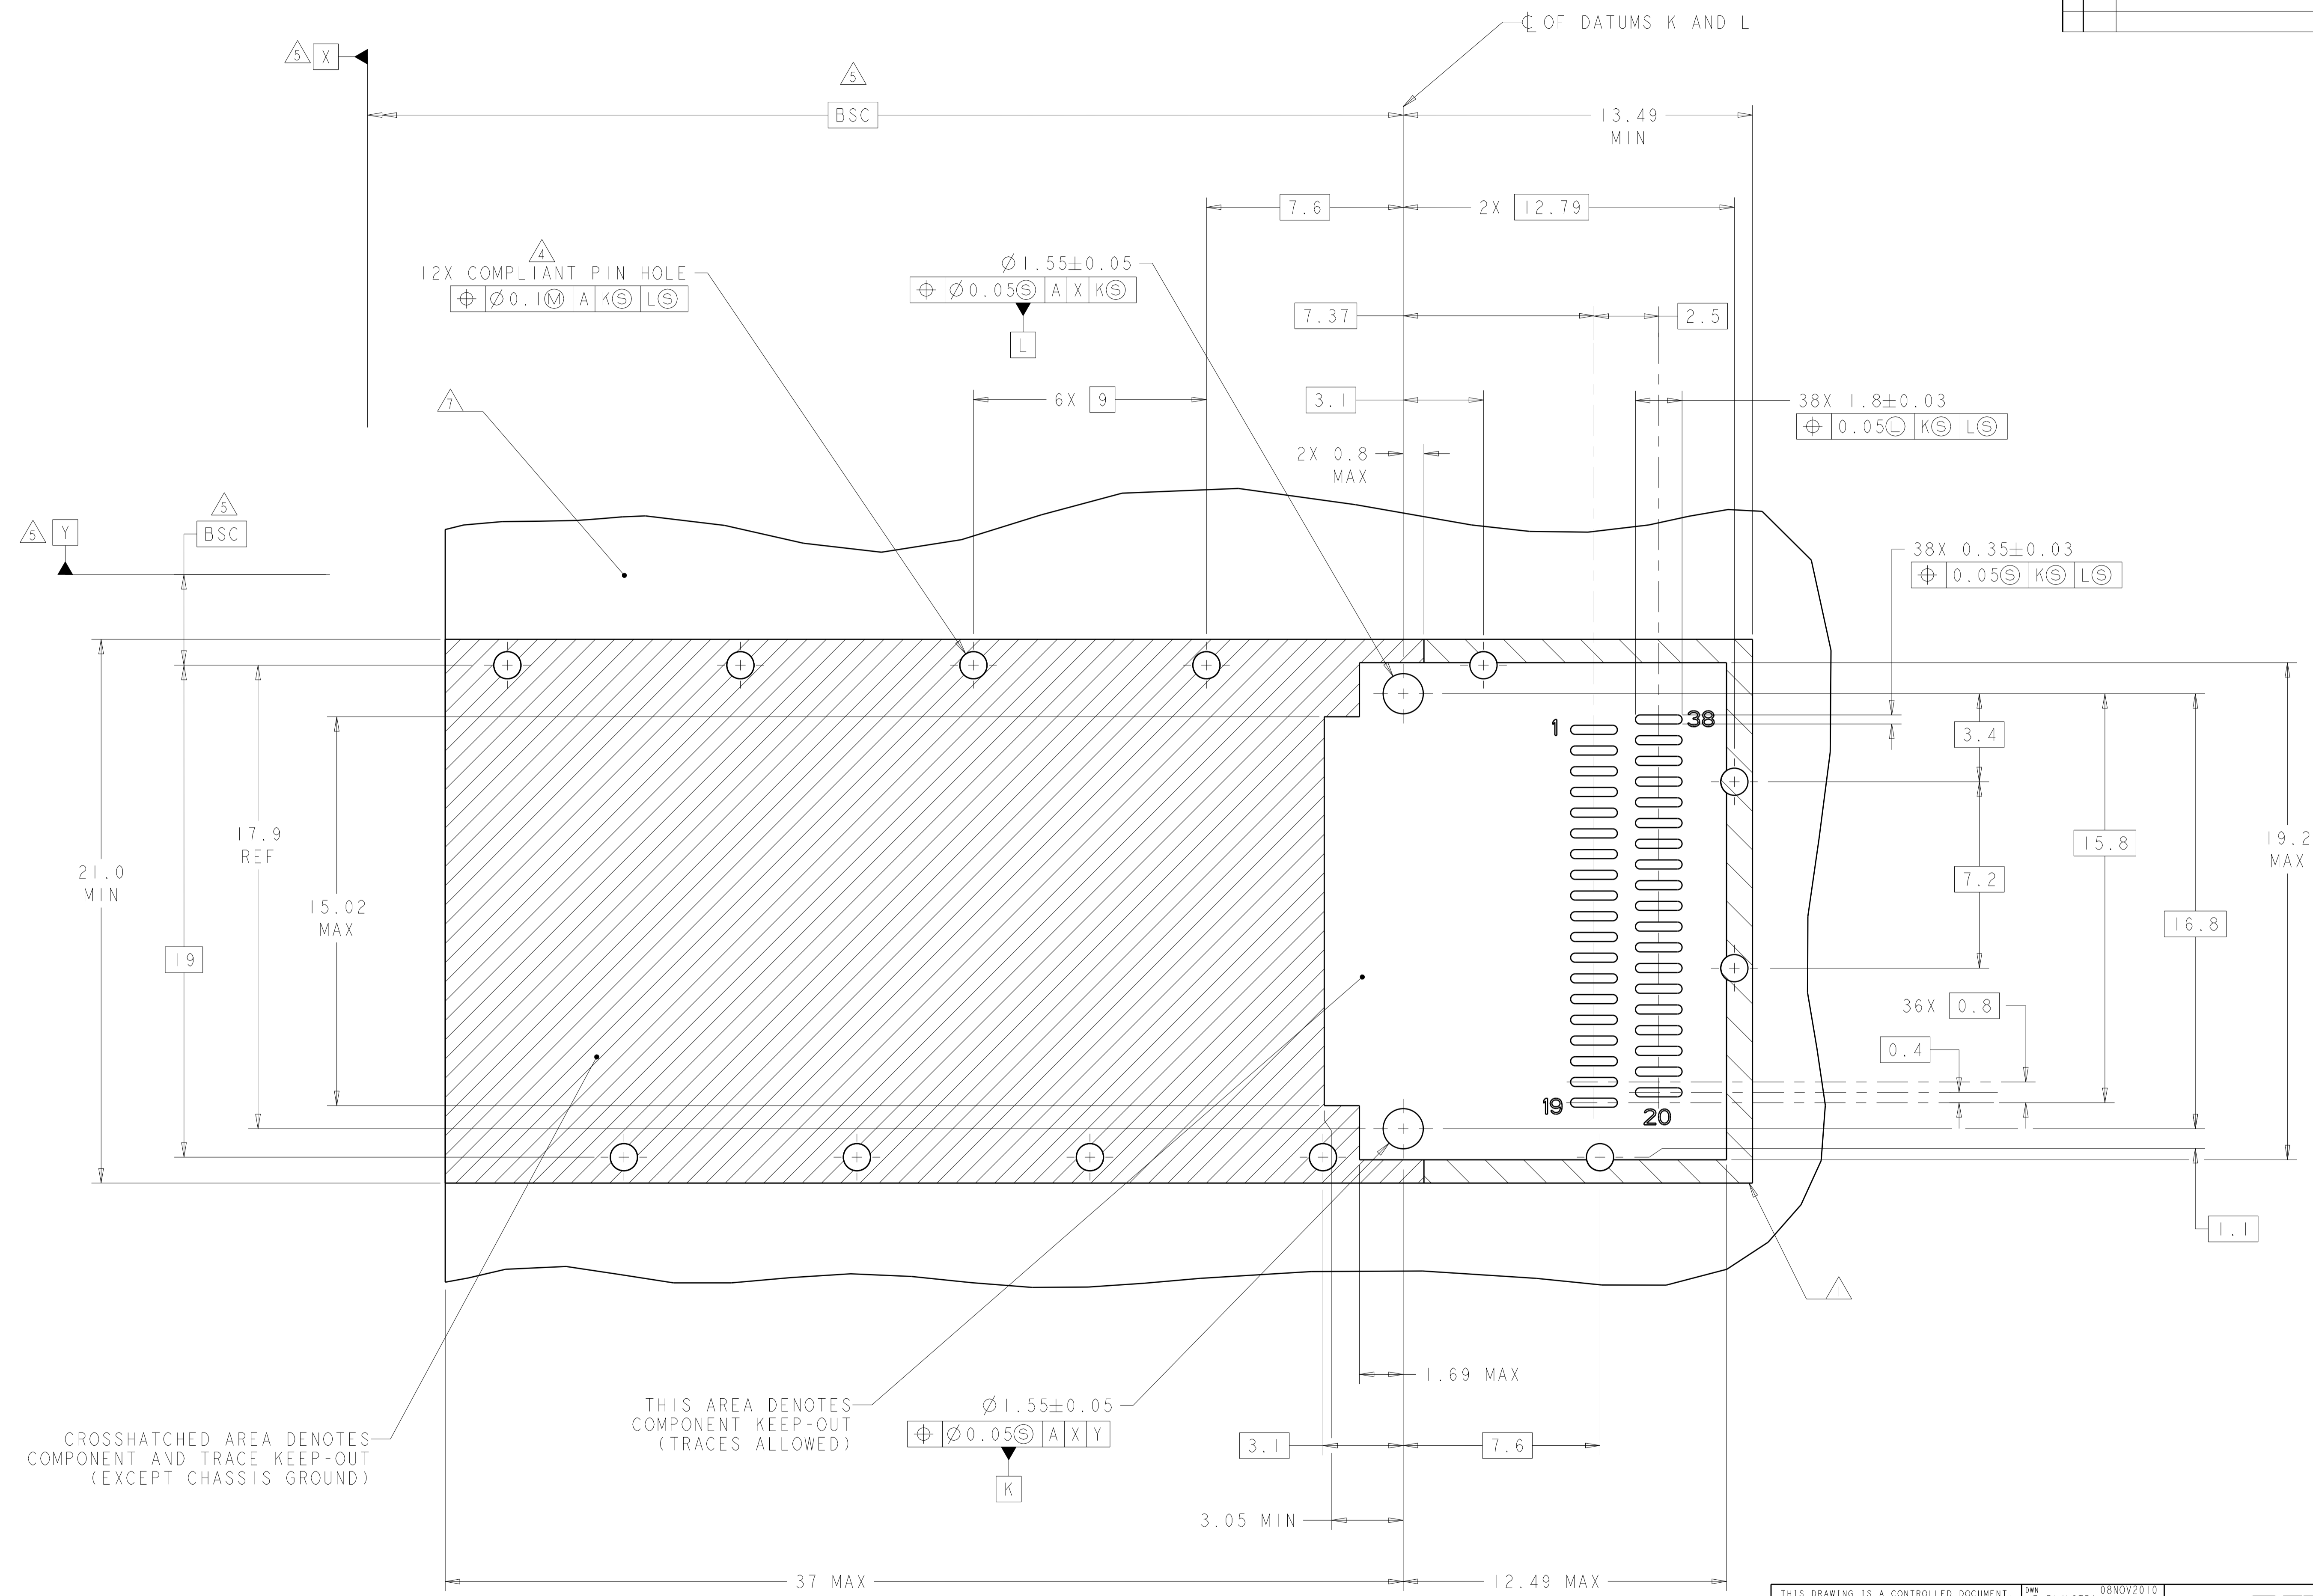 ℄ OF DATUMS K AND L
5 X
5
BSC
13.49
MIN
7.6
2X 12.79
4
12X COMPLIANT PIN HOLE
⌖ Ø0.1Ⓜ A KⓈ LⓈ
Ø1.55±0.05
⌖ Ø0.05Ⓢ A X KⓈ
L
7.37
2.5
7
6X 9
3.1
38X 1.8±0.03
⌖ 0.05Ⓛ KⓈ LⓈ
2X 0.8
MAX
5
5 Y
BSC
38X 0.35±0.03
⌖ 0.05Ⓢ KⓈ LⓈ
1
38
3.4
17.9
REF
21.0
MIN
15.02
MAX
19
7.2
15.8
19.2
MAX
16.8
36X 0.8
0.4
19
20
1.1
1
1.69 MAX
THIS AREA DENOTES
COMPONENT KEEP-OUT
(TRACES ALLOWED)
Ø1.55±0.05
⌖ Ø0.05Ⓢ A X Y
K
CROSSHATCHED AREA DENOTES
COMPONENT AND TRACE KEEP-OUT
(EXCEPT CHASSIS GROUND)
3.1
7.6
3.05 MIN
37 MAX
12.49 MAX
THIS DRAWING IS A CONTROLLED DOCUMENT
DWN 08NOV2010